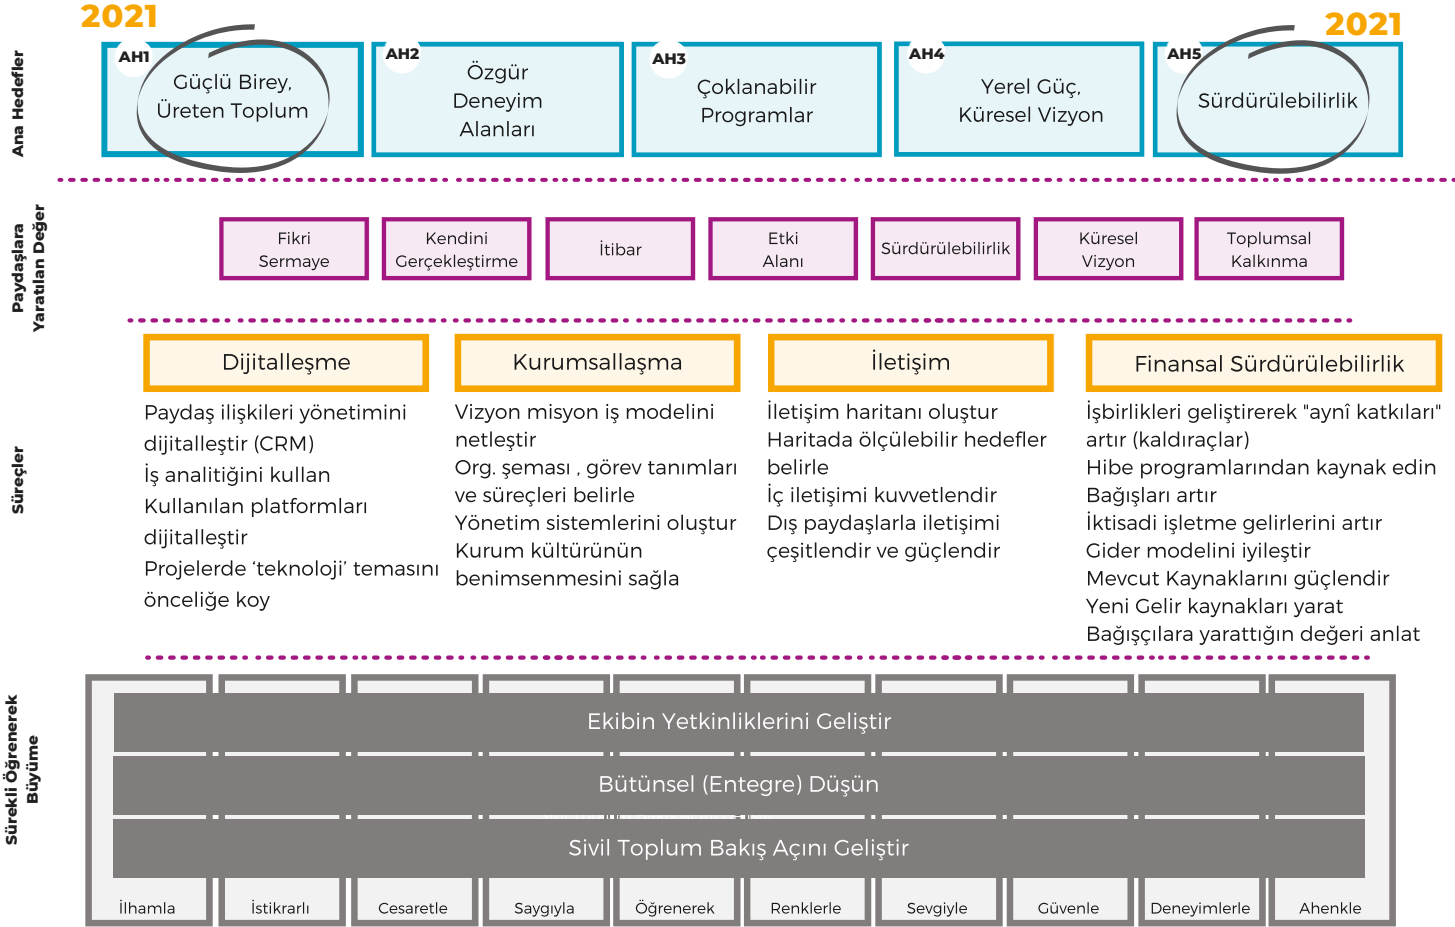 2021
2021
Ana Hedefler
AH1
Güçlü Birey,
Üreten Toplum
AH2
Özgür
Deneyim
Alanları
AH3
Çoklanabilir
Programlar
AH4
Yerel Güç,
Küresel Vizyon
AH5
Sürdürülebilirlik
Paydaşlara
Yaratılan Değer
Fikri
Sermaye
Kendini
Gerçekleştirme
İtibar
Etki
Alanı
Sürdürülebilirlik
Küresel
Vizyon
Toplumsal
Kalkınma
Süreçler
Dijitalleşme
Paydaş ilişkileri yönetimini
dijitalleştir (CRM)
İş analitiğini kullan
Kullanılan platformları
dijitalleştir
Projelerde ‘teknoloji’ temasını
önceliğe koy
Kurumsallaşma
Vizyon misyon iş modelini
netleştir
Org. şeması , görev tanımları
ve süreçleri belirle
Yönetim sistemlerini oluştur
Kurum kültürünün
benimsenmesini sağla
İletişim
İletişim haritanı oluştur
Haritada ölçülebilir hedefler
belirle
İç iletişimi kuvvetlendir
Dış paydaşlarla iletişimi
çeşitlendir ve güçlendir
Finansal Sürdürülebilirlik
İşbirlikleri geliştirerek "aynî katkıları"
artır (kaldıraçlar)
Hibe programlarından kaynak edin
Bağışları artır
İktisadi işletme gelirlerini artır
Gider modelini iyileştir
Mevcut Kaynaklarını güçlendir
Yeni Gelir kaynakları yarat
Bağışçılara yarattığın değeri anlat
Sürekli Öğrenerek
Büyüme
Ekibin Yetkinliklerini Geliştir
Bütünsel (Entegre) Düşün
Sivil Toplum Bakış Açını Geliştir
İlhamla
İstikrarlı
Cesaretle
Saygıyla
Öğrenerek
Renklerle
Sevgiyle
Güvenle
Deneyimlerle
Ahenkle